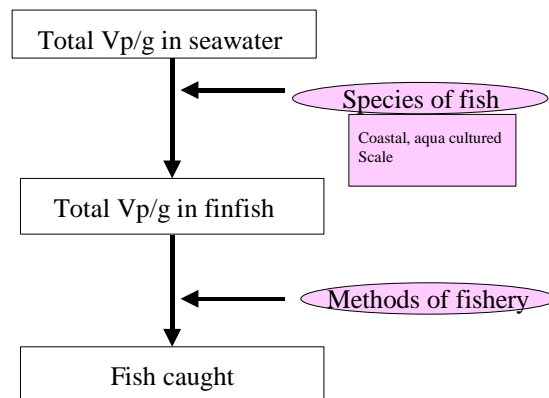 Total Vp/g in seawater
Species of fish
Coastal, aqua cultured
Scale
Total Vp/g in finfish
Methods of fishery
Fish caught